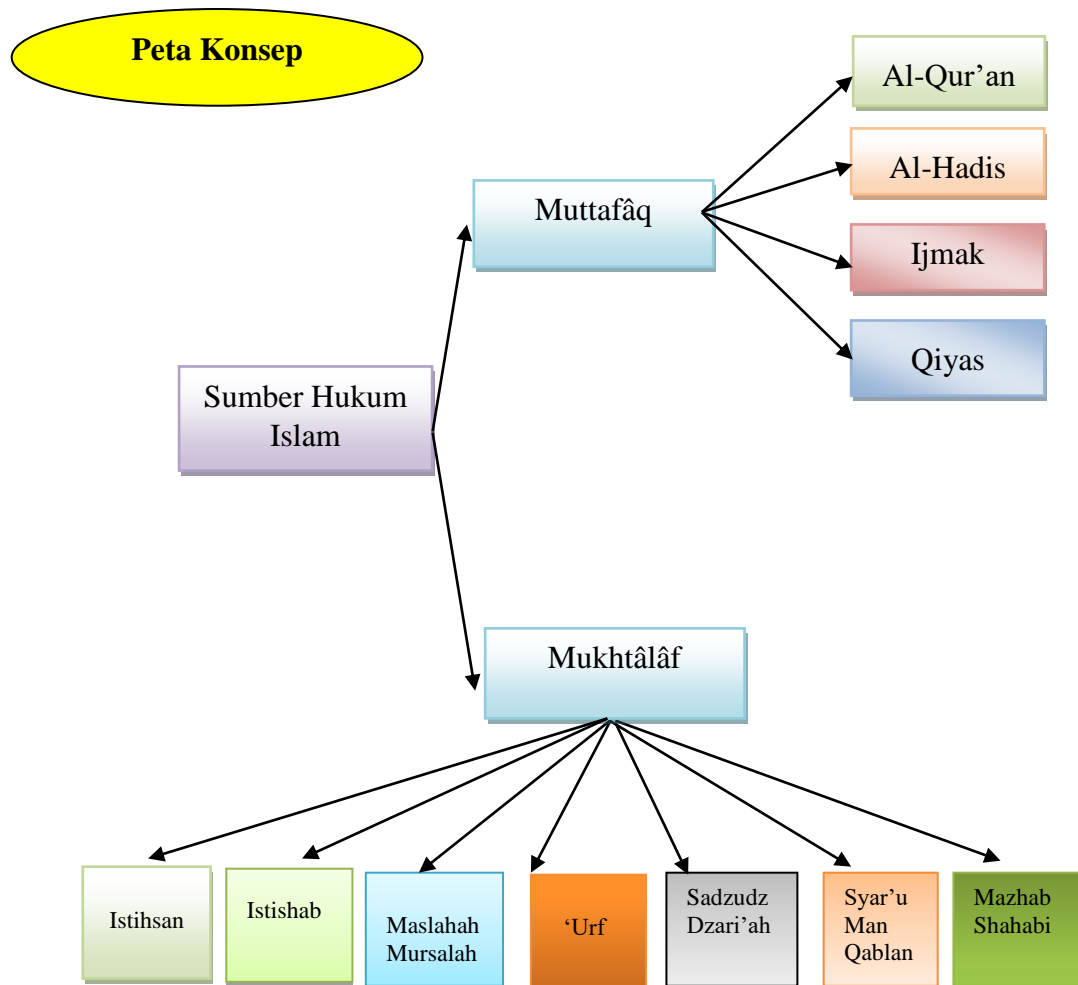 Peta Konsep
Al-Qur’an
Al-Hadis
Muttafâq
Ijmak
Qiyas
Sumber Hukum
Islam
Mukhtâlâf
Istihsan
Istishab
Maslahah
Mursalah
‘Urf
Sadzudz
Dzari’ah
Syar’u
Man
Qablan
Mazhab
Shahabi